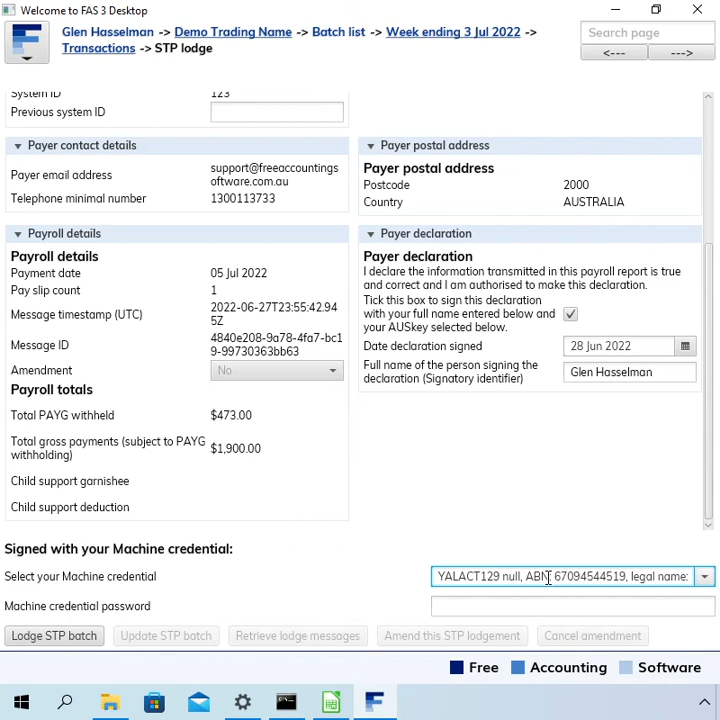 Welcome to FAS 3 Desktop
Glen Hasselman -> Demo Trading Name -> Batch list -> Week ending 3 Jul 2022 ->
Transactions -> STP lodge
Search page
<---
--->
System ID 123
Previous system ID
Payer contact details
Payer email address support@freeaccountings
oftware.com.au
Telephone minimal number 1300113733
Payer postal address
Payer postal address
Postcode 2000
Country AUSTRALIA
Payroll details
Payroll details
Payment date 05 Jul 2022
Pay slip count 1
Message timestamp (UTC) 2022-06-27T23:55:42.94
5Z
Message ID 4840e208-9a78-4fa7-bc1
9-99730363bb63
Amendment No
Payroll totals
Total PAYG withheld $473.00
Total gross payments (subject to PAYG
withholding) $1,900.00
Child support garnishee
Child support deduction
Payer declaration
Payer declaration
I declare the information transmitted in this payroll report is true
and correct and I am authorised to make this declaration.
Tick this box to sign this declaration
with your full name entered below and
your AUSkey selected below.
Date declaration signed 28 Jun 2022
Full name of the person signing the
declaration (Signatory identifier) Glen Hasselman
Signed with your Machine credential:
Select your Machine credential YALACT129 null, ABN: 67094544519, legal name:
Machine credential password
Lodge STP batch Update STP batch Retrieve lodge messages Amend this STP lodgement Cancel amendment
Free Accounting Software